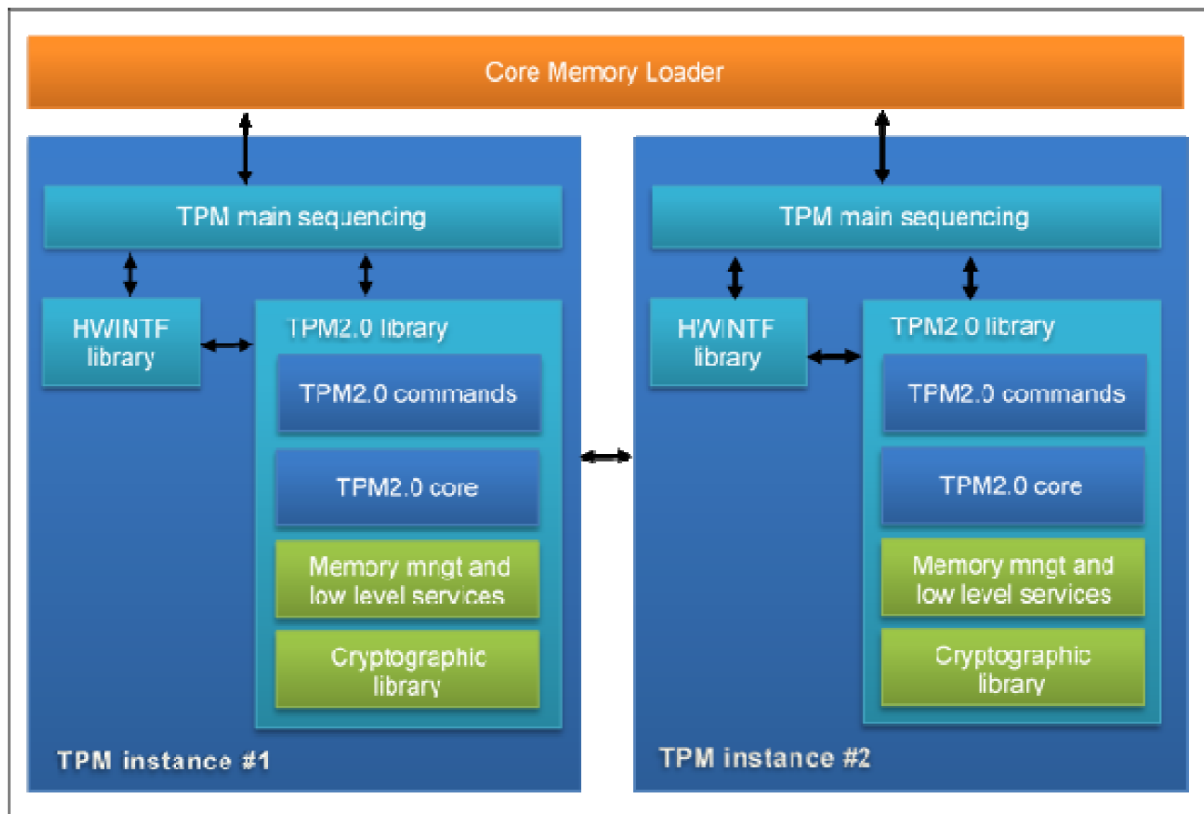 Core Memory Loader
TPM main sequencing
HWINTF
library
TPM2.0 library
TPM2.0 commands
TPM2.0 core
Memory mngt and
low level services
Cryptographic
library
TPM instance #1
TPM main sequencing
HWINTF
library
TPM2.0 library
TPM2.0 commands
TPM2.0 core
Memory mngt and
low level services
Cryptographic
library
TPM instance #2